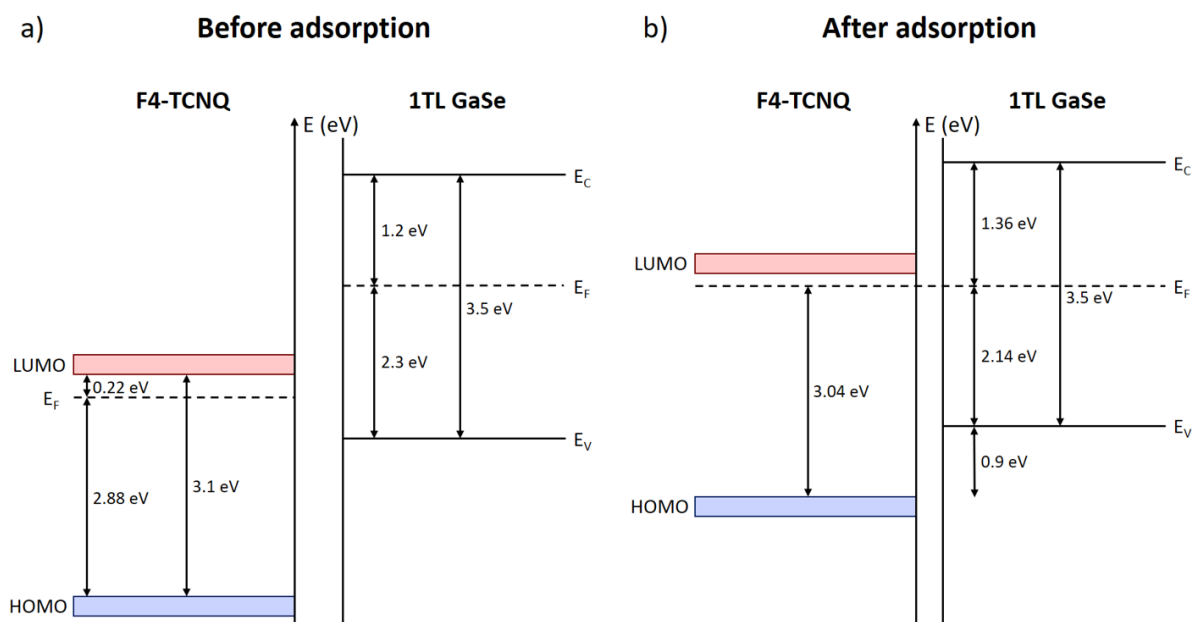 a)
Before adsorption
F4-TCNQ
1TL GaSe
E (eV)
E_C
1.2 eV
E_F
3.5 eV
2.3 eV
LUMO
0.22 eV
E_F
E_V
2.88 eV
3.1 eV
HOMO
b)
After adsorption
F4-TCNQ
1TL GaSe
E (eV)
E_C
1.36 eV
LUMO
E_F
3.5 eV
2.14 eV
3.04 eV
E_V
0.9 eV
HOMO